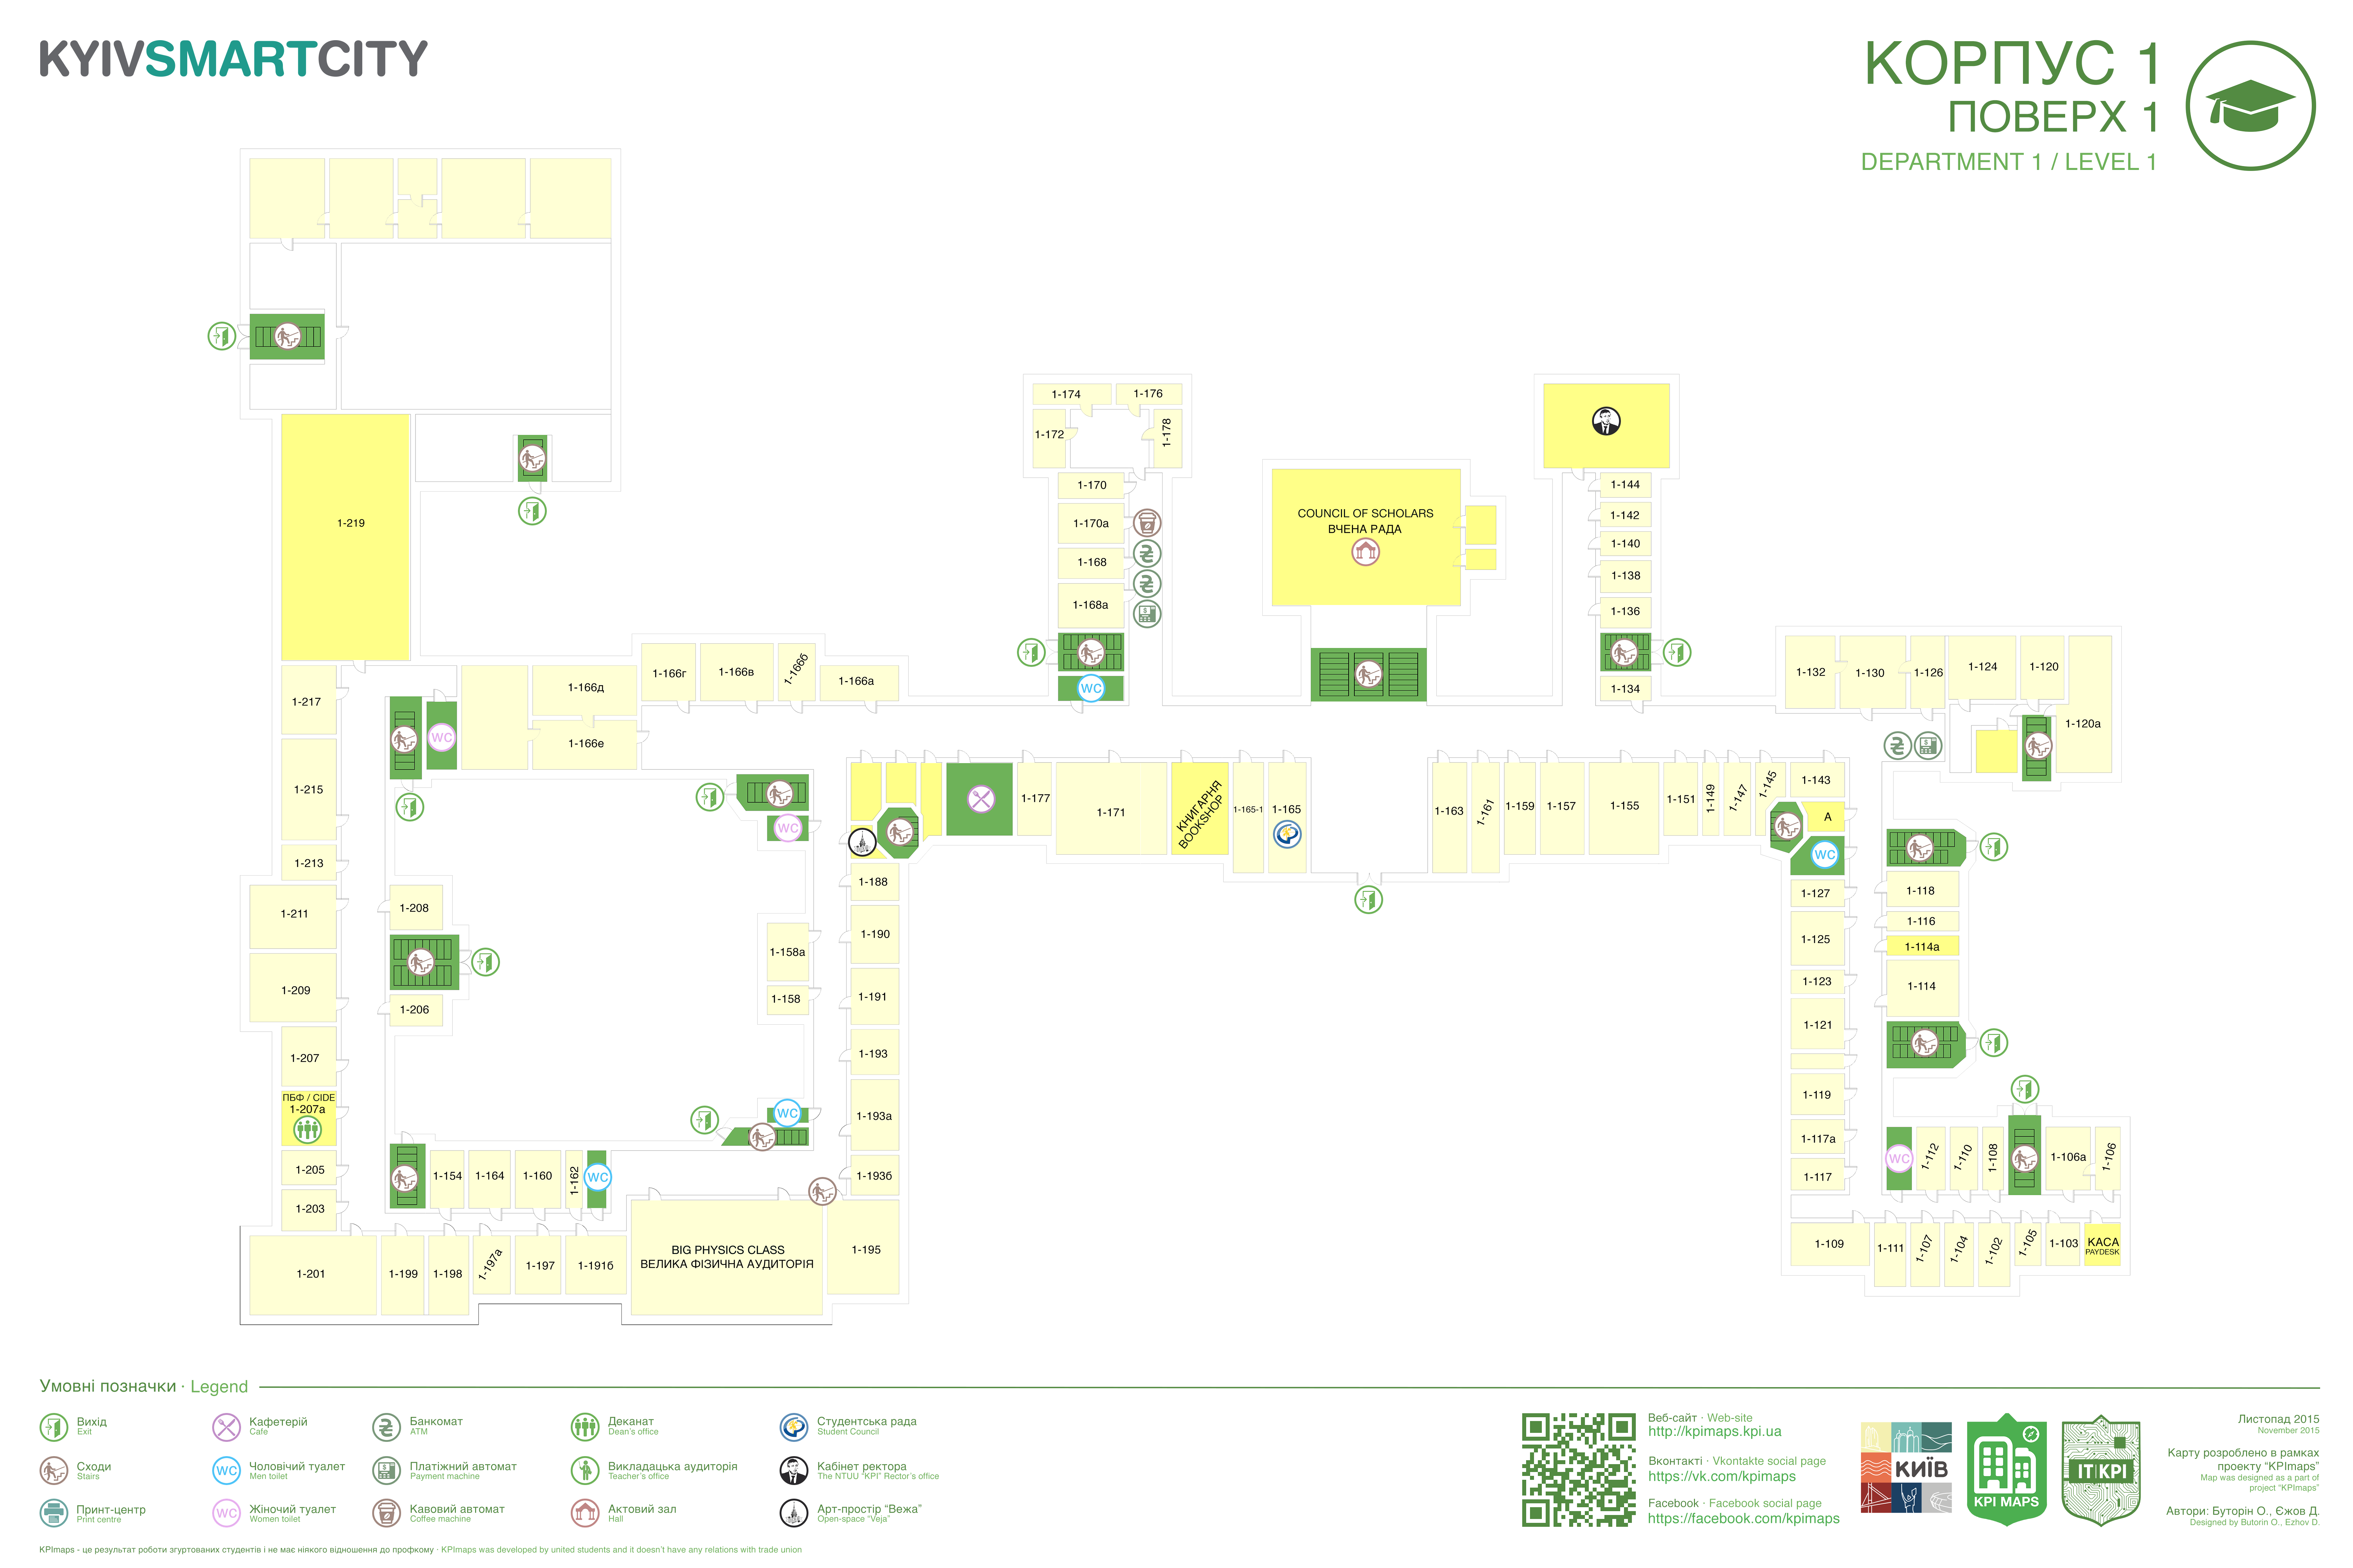 KYIVSMARTCITY
КОРПУС 1
ПОВЕРХ 1
DEPARTMENT 1 / LEVEL 1
1-174
1-176
1-172
1-178
1-170
1-170а
1-168
1-168а
WC
COUNCIL OF SCHOLARS
ВЧЕНА РАДА
1-144
1-142
1-140
1-138
1-136
1-134
1-219
1-217
1-215
1-213
1-211
1-209
1-207
ПБФ / CIDE
1-207а
1-205
1-203
1-201
WC
1-166д
1-166е
1-166г
1-166в
1-166б
1-166а
1-208
1-206
WC
1-158а
1-158
WC
1-154
1-164
1-160
1-162
WC
1-199
1-198
1-197а
1-197
1-191б
BIG PHYSICS CLASS
ВЕЛИКА ФІЗИЧНА АУДИТОРІЯ
1-195
1-188
1-190
1-191
1-193
1-193а
1-193б
1-177
1-171
КНИГАРНЯ
BOOKSHOP
1-165-1
1-165
1-163
1-161
1-159
1-157
1-155
1-151
1-149
1-147
1-145
1-143
A
WC
1-132
1-130
1-126
1-124
1-120
1-120а
1-127
1-125
1-123
1-121
1-119
1-117а
1-117
1-118
1-116
1-114а
1-114
WC
1-112
1-110
1-108
1-106а
1-106
1-109
1-111
1-107
1-104
1-102
1-105
1-103
КАСА
PAYDESK
Умовні позначки · Legend
Вихід
Exit
Сходи
Stairs
Принт-центр
Print centre
Кафетерій
Cafe
WC
Чоловічий туалет
Men toilet
WC
Жіночий туалет
Women toilet
Банкомат
ATM
Платіжний автомат
Payment machine
Кавовий автомат
Coffee machine
Деканат
Dean's office
Викладацька аудиторія
Teacher's office
Актовий зал
Hall
Студентська рада
Student Council
Кабінет ректора
The NTUU “KPI” Rector's office
Арт-простір “Вежа”
Open-space “Veja”
Веб-сайт · Web-site
http://kpimaps.kpi.ua
Вконтакті · Vkontakte social page
https://vk.com/kpimaps
Facebook · Facebook social page
https://facebook.com/kpimaps
КИЇВ
KPI MAPS
IT KPI
Листопад 2015
November 2015
Карту розроблено в рамках
проекту “KPImaps”
Map was designed as a part of
project “KPImaps”
Автори: Буторін О., Єжов Д.
Designed by Butorin O., Ezhov D.
KPImaps - це результат роботи згуртованих студентів і не має ніякого відношення до профкому · KPImaps was developed by united students and it doesn't have any relations with trade union